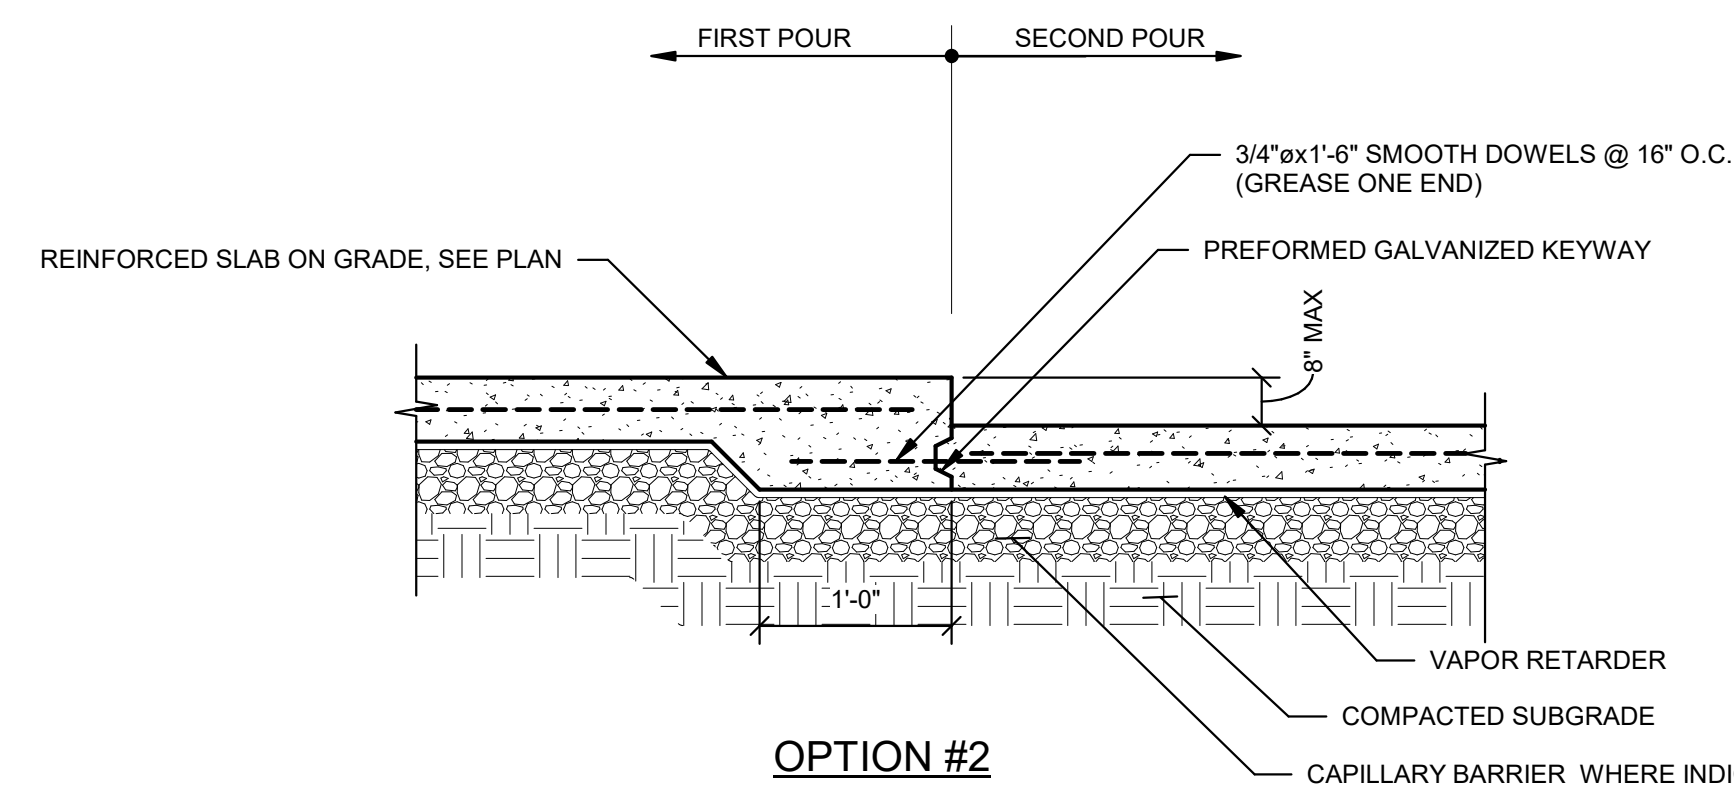 FIRST POUR
SECOND POUR
3/4"øx1'-6" SMOOTH DOWELS @ 16" O.C.
(GREASE ONE END)
PREFORMED GALVANIZED KEYWAY
REINFORCED SLAB ON GRADE, SEE PLAN
8" MAX
1'-0"
VAPOR RETARDER
COMPACTED SUBGRADE
OPTION #2
CAPILLARY BARRIER WHERE